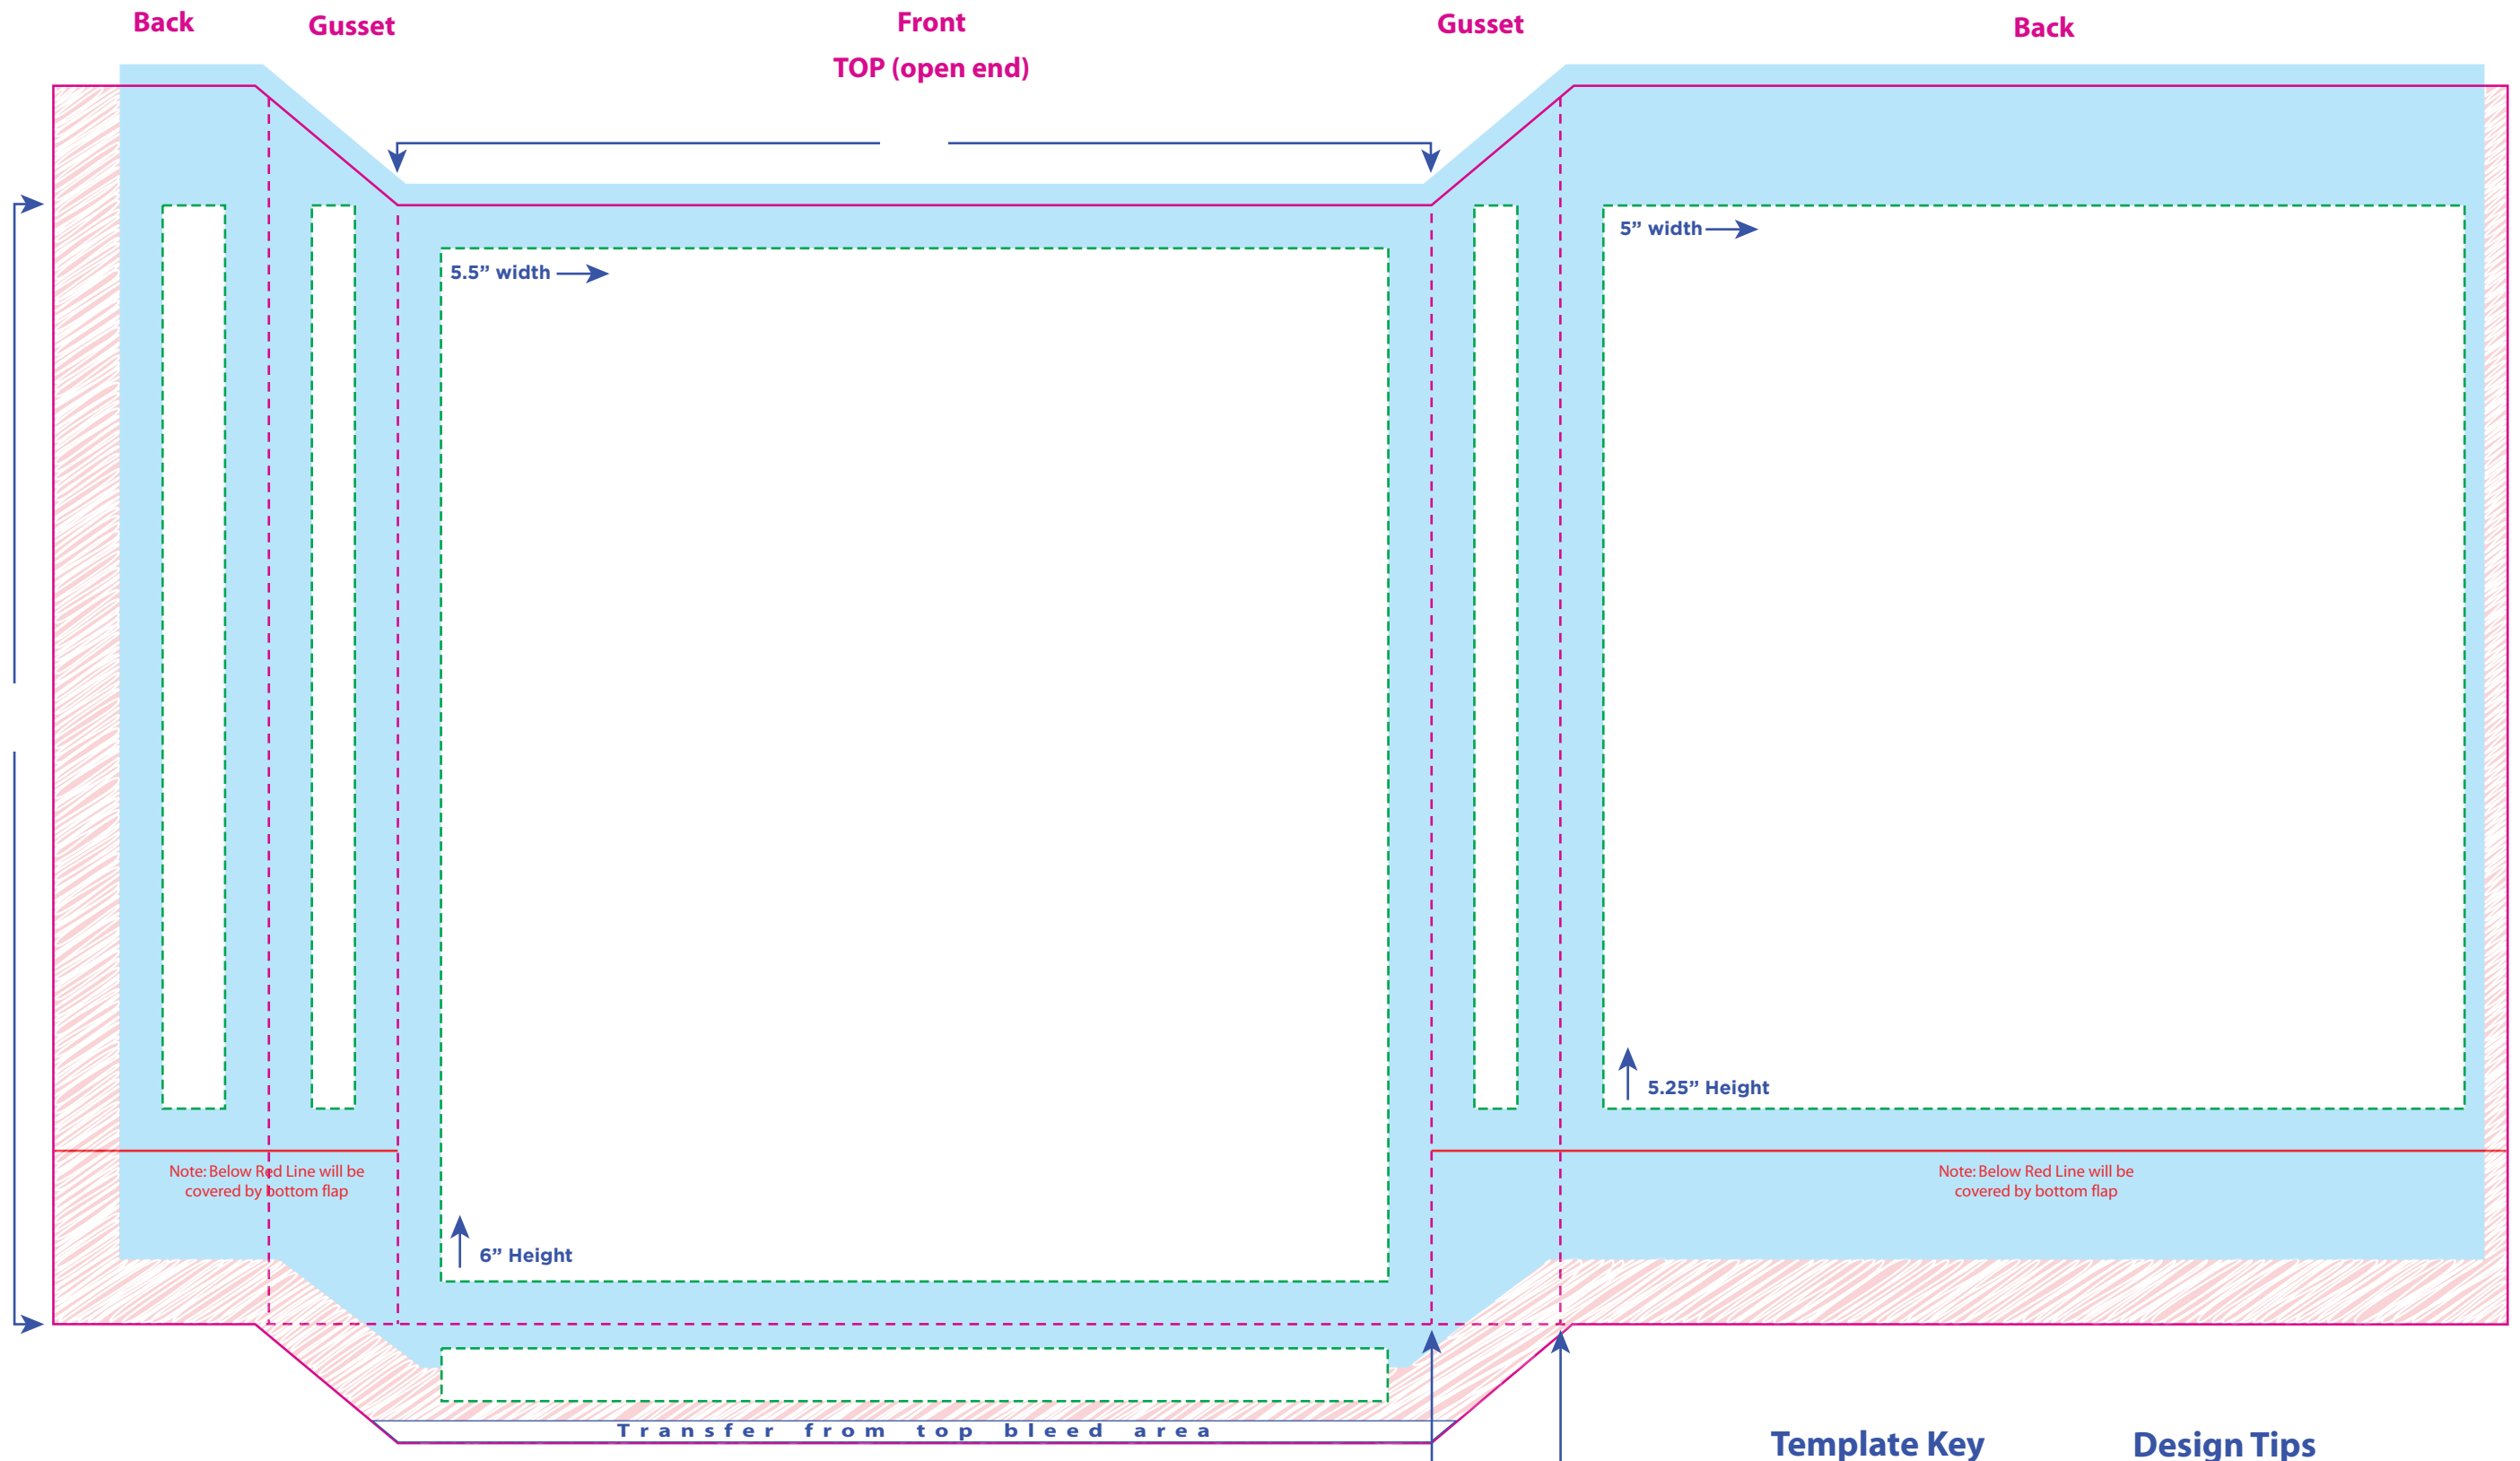 Back
Gusset
Front
Gusset
Back
TOP (open end)
5.5” width
5” width
5.25” Height
Note: Below Red Line will be
covered by bottom flap
Note: Below Red Line will be
covered by bottom flap
6” Height
Transfer from top bleed area
Template Key
Design Tips